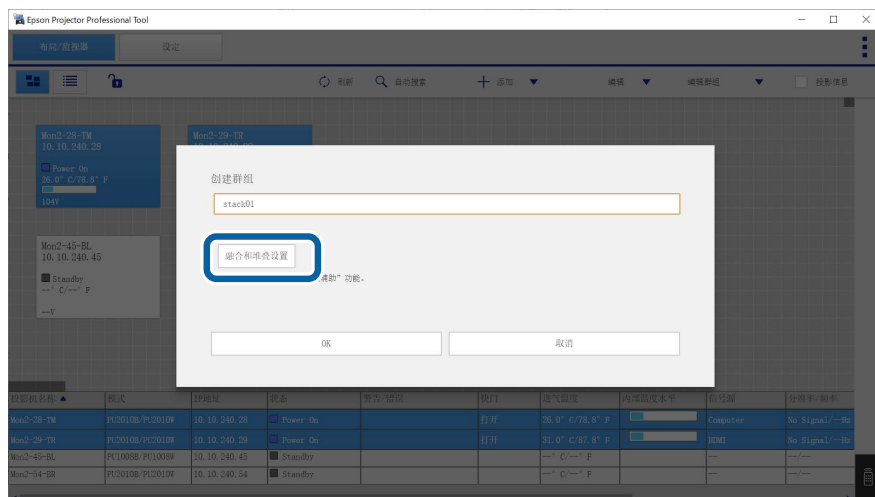 Epson Projector Professional Tool
布局/监视器 设定
刷新 自动搜索 添加 ▼ 编辑 ▼ 编辑群组 ▼ 投影信息
Mon2-28-TM
10.10.240.28
Power On
26.0° C/78.8° F
104V
Mon2-29-TR
Mon2-45-BL
10.10.240.45
Standby
--° C/--° F
--V
创建群组
stack01
融合和堆叠设置
辅助”功能。
OK 取消
投影机名称 ▲ 模式 IP地址 状态 警告/错误 快门 进气温度 内部温度水平 信号源 分辨率/频率
Mon2-28-TM PU2010B/PU2010W 10.10.240.28 Power On 打开 26.0° C/78.8° F Computer No Signal/--Hz
Mon2-29-TR PU2010B/PU2010W 10.10.240.29 Power On 打开 31.0° C/87.8° F HDMI No Signal/--Hz
Mon2-45-BL PU1008B/PU1008W 10.10.240.45 Standby --° C/--° F -- --/--
Mon2-54-BR PU2010B/PU2010W 10.10.240.54 Standby --° C/--° F -- --/--